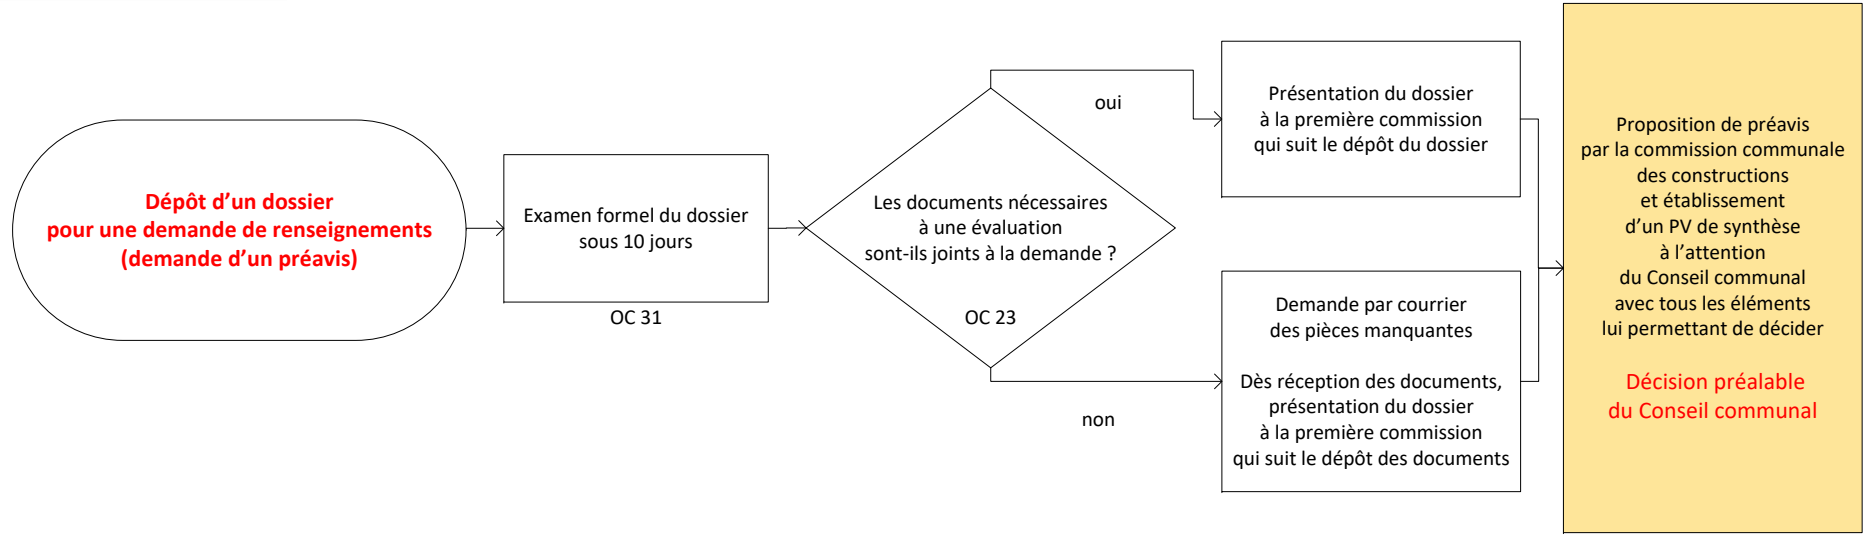 Dépôt d’un dossier
pour une demande de renseignements
(demande d’un préavis)
Examen formel du dossier
sous 10 jours
OC 31
Les documents nécessaires
à une évaluation
sont-ils joints à la demande ?
OC 23
oui
non
Présentation du dossier
à la première commission
qui suit le dépôt du dossier
Demande par courrier
des pièces manquantes
Dès réception des documents,
présentation du dossier
à la première commission
qui suit le dépôt des documents
Proposition de préavis
par la commission communale
des constructions
et établissement
d’un PV de synthèse
à l’attention
du Conseil communal
avec tous les éléments
lui permettant de décider
Décision préalable
du Conseil communal